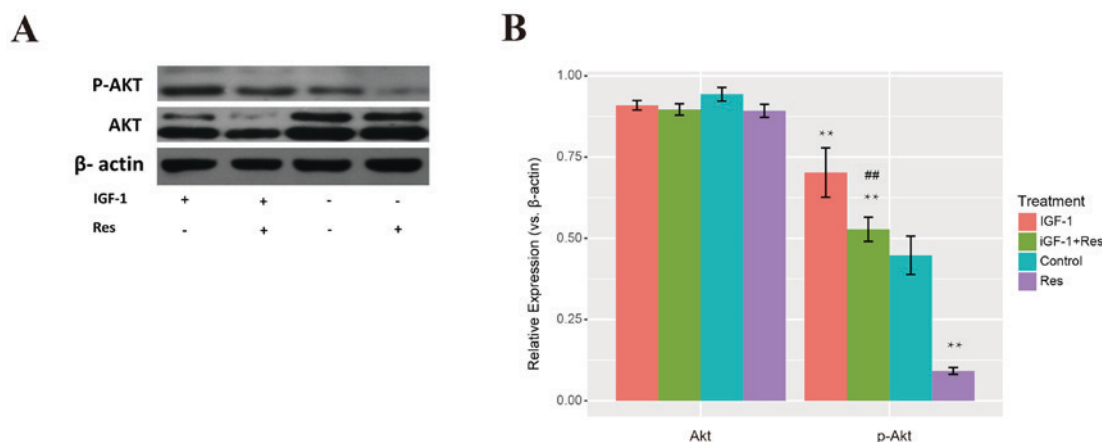 A
P-AKT
AKT
β- actin
IGF-1 + + - -
Res - + - +
B
Relative Expression (vs. β-actin)
1.00
0.75
0.50
0.25
0.00
**
##
**
**
Akt p-Akt
Treatment
IGF-1
iGF-1+Res
Control
Res